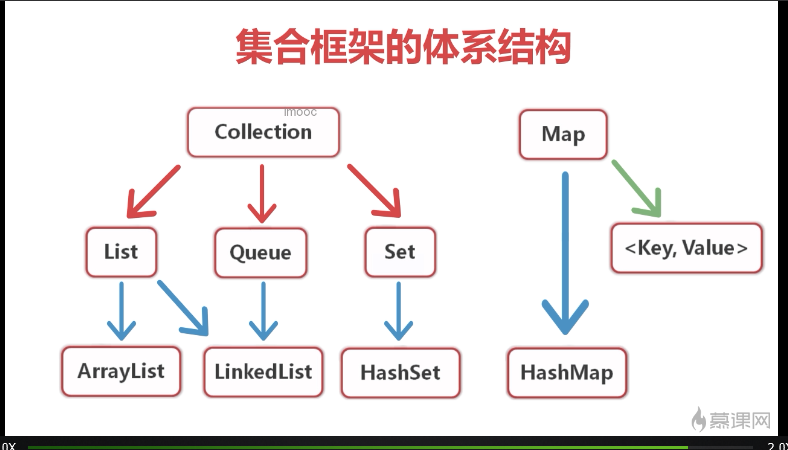 集合框架的体系结构
imooc
Collection
Map
List
Queue
Set
<Key, Value>
ArrayList
LinkedList
HashSet
HashMap
慕课网
0X
2.0X